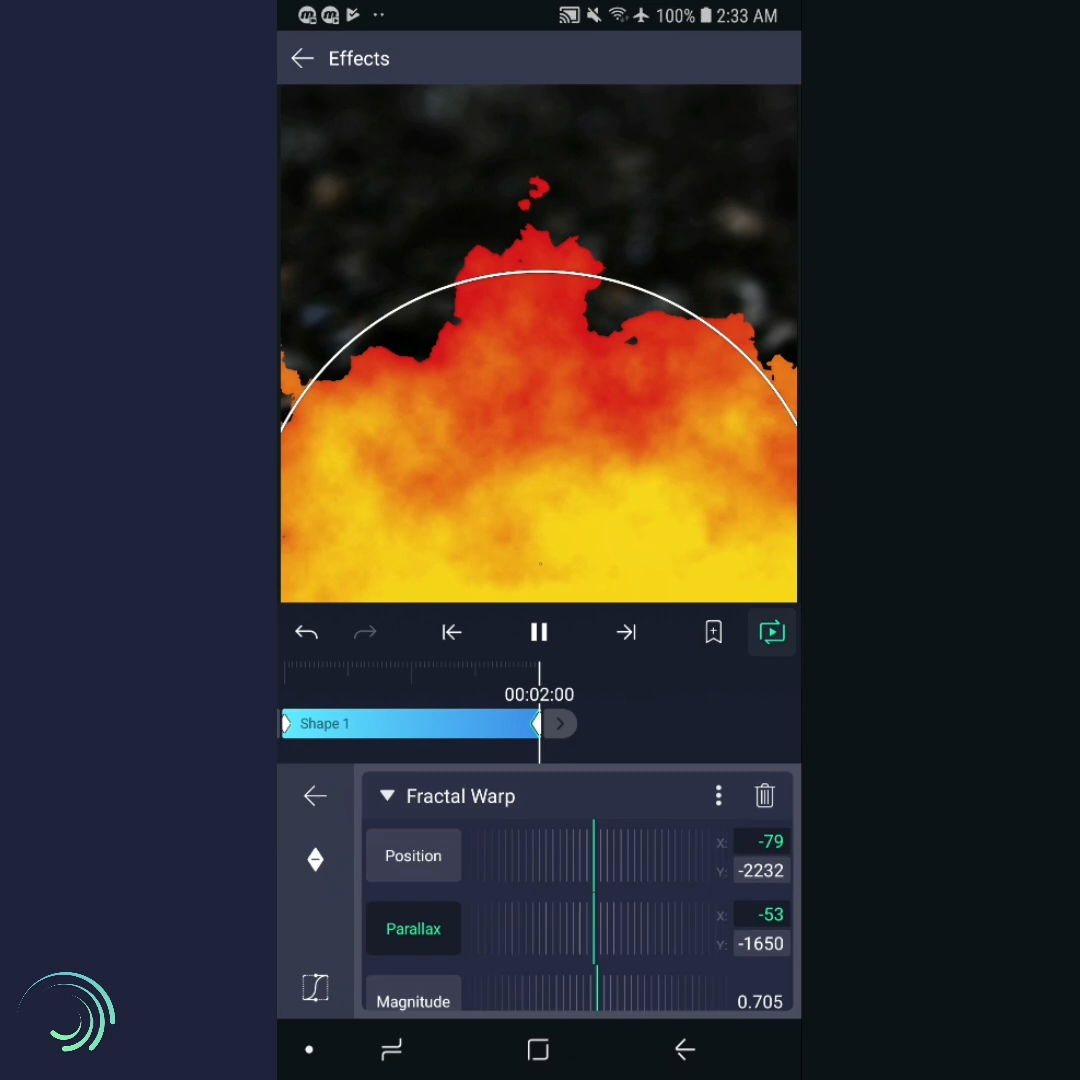 100% 2:33 AM
Effects
00:02:00
Shape 1
Fractal Warp
Position
X: -79
Y: -2232
Parallax
X: -53
Y: -1650
Magnitude
0.705